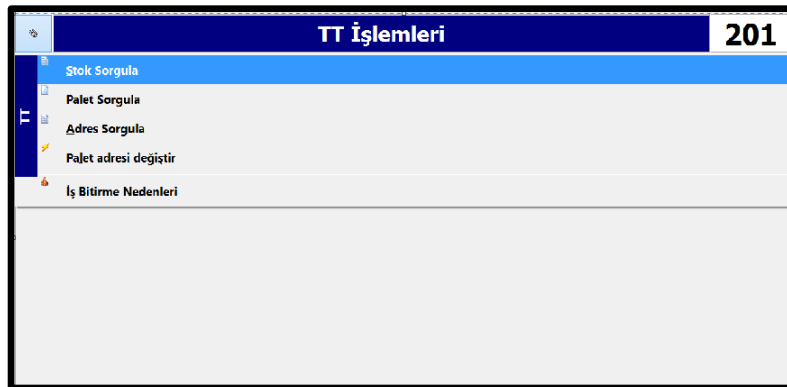 TT İşlemleri 201
Stok Sorgula
Palet Sorgula
Adres Sorgula
Palet adresi değiştir
İş Bitirme Nedenleri
TT